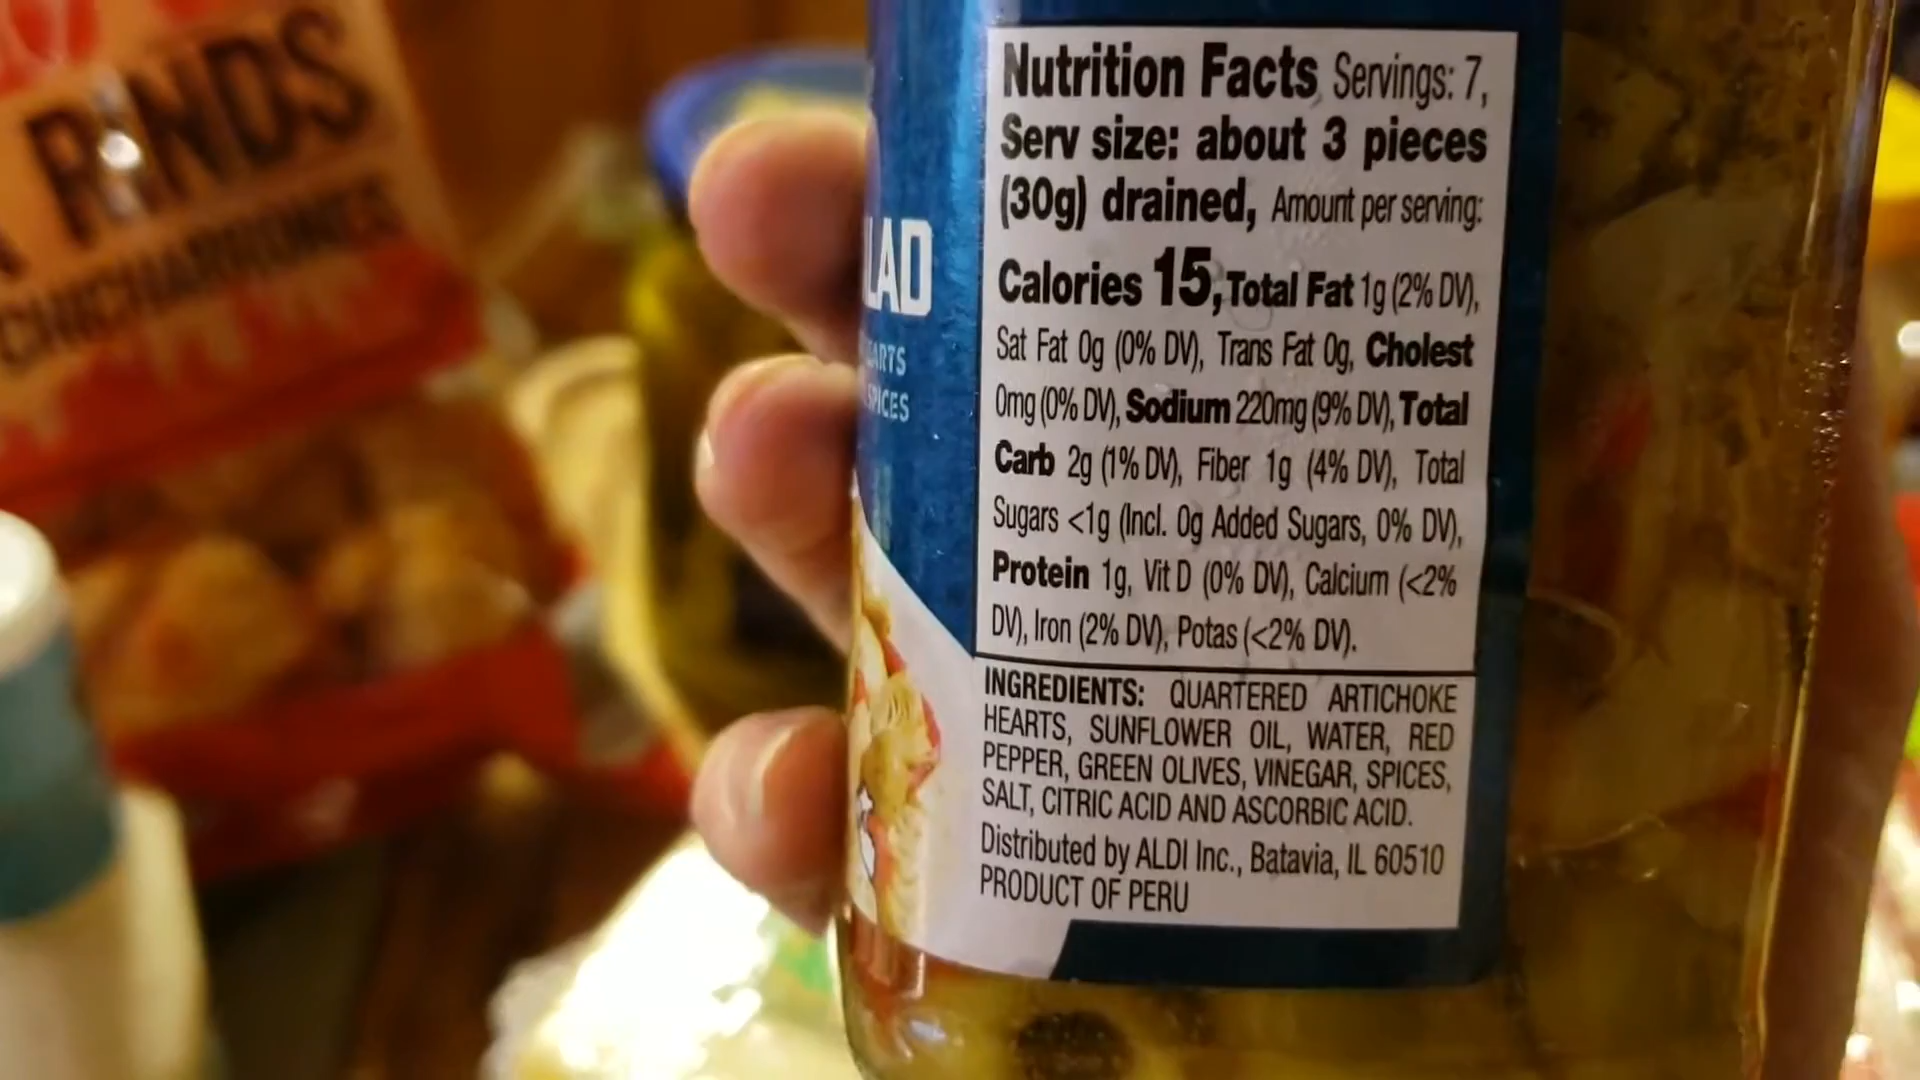 RINDS
CHICHARRONES
LAD
EARTS
SPICES
Nutrition Facts Servings: 7,
Serv size: about 3 pieces
(30g) drained, Amount per serving:
Calories 15, Total Fat 1g (2% DV),
Sat Fat 0g (0% DV), Trans Fat 0g, Cholest
0mg (0% DV), Sodium 220mg (9% DV), Total
Carb 2g (1% DV), Fiber 1g (4% DV), Total
Sugars <1g (Incl. 0g Added Sugars, 0% DV),
Protein 1g, Vit D (0% DV), Calcium (<2%
DV), Iron (2% DV), Potas (<2% DV).
INGREDIENTS: QUARTERED ARTICHOKE
HEARTS, SUNFLOWER OIL, WATER, RED
PEPPER, GREEN OLIVES, VINEGAR, SPICES,
SALT, CITRIC ACID AND ASCORBIC ACID.
Distributed by ALDI Inc., Batavia, IL 60510
PRODUCT OF PERU